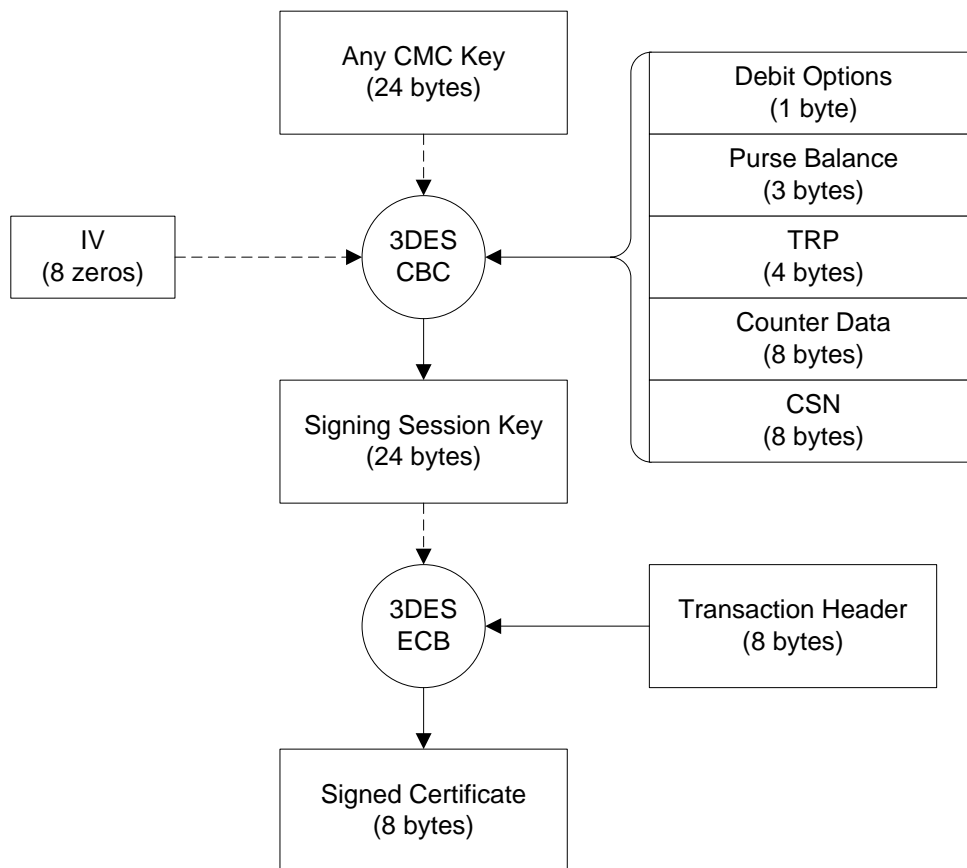 Any CMC Key
(24 bytes)
Debit Options
(1 byte)
Purse Balance
(3 bytes)
IV
(8 zeros)
3DES
CBC
TRP
(4 bytes)
Counter Data
(8 bytes)
CSN
(8 bytes)
Signing Session Key
(24 bytes)
3DES
ECB
Transaction Header
(8 bytes)
Signed Certificate
(8 bytes)